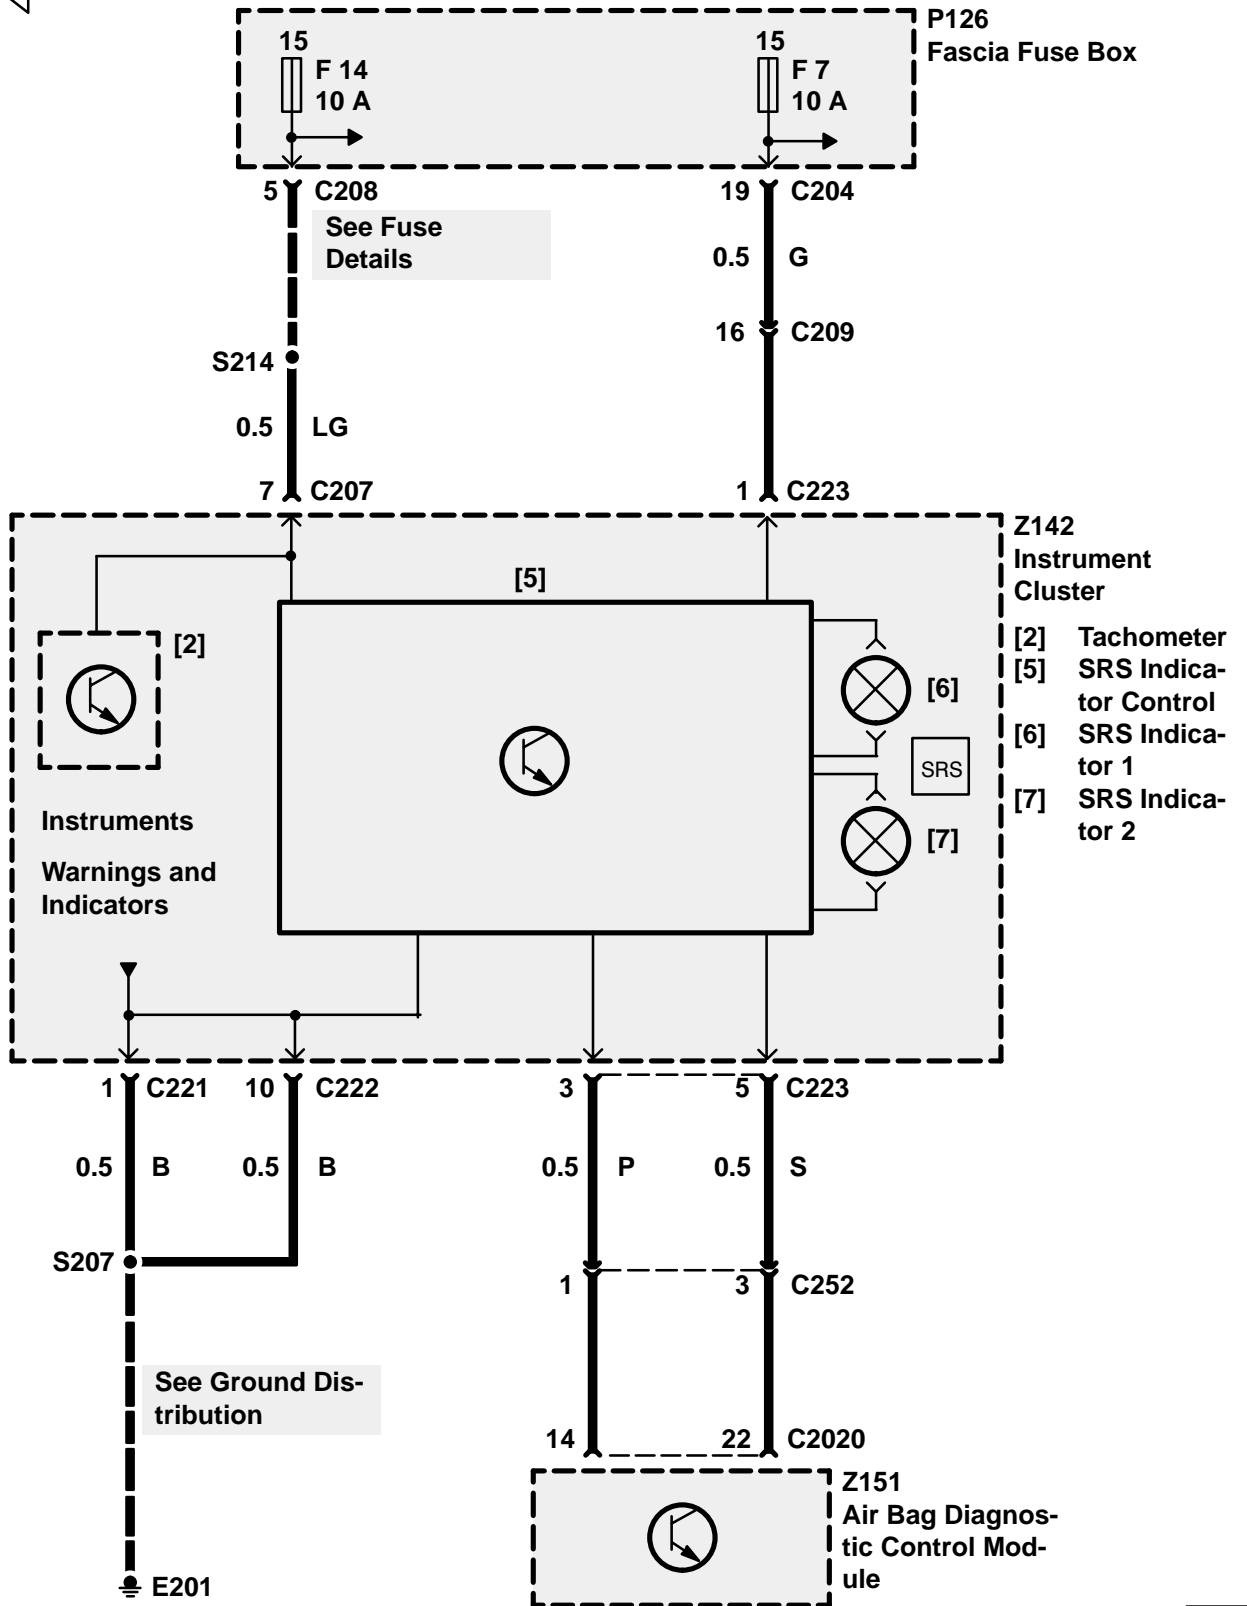 P126
Fascia Fuse Box
15 15
F 14 F 7
10 A 10 A
5 C208 19 C204
See Fuse
Details
0.5 G
16 C209
S214
0.5 LG
7 C207 1 C223
Z142
Instrument
Cluster
[5]
[2] Tachometer
[5] SRS Indica-
tor Control
[6] SRS Indica-
tor 1
[7] SRS Indica-
tor 2
[2]
[6]
SRS
[7]
Instruments
Warnings and
Indicators
1 C221 10 C222 3 5 C223
0.5 B 0.5 B 0.5 P 0.5 S
S207
1 3 C252
See Ground Dis-
tribution
14 22 C2020
Z151
Air Bag Diagnos-
tic Control Mod-
ule
E201